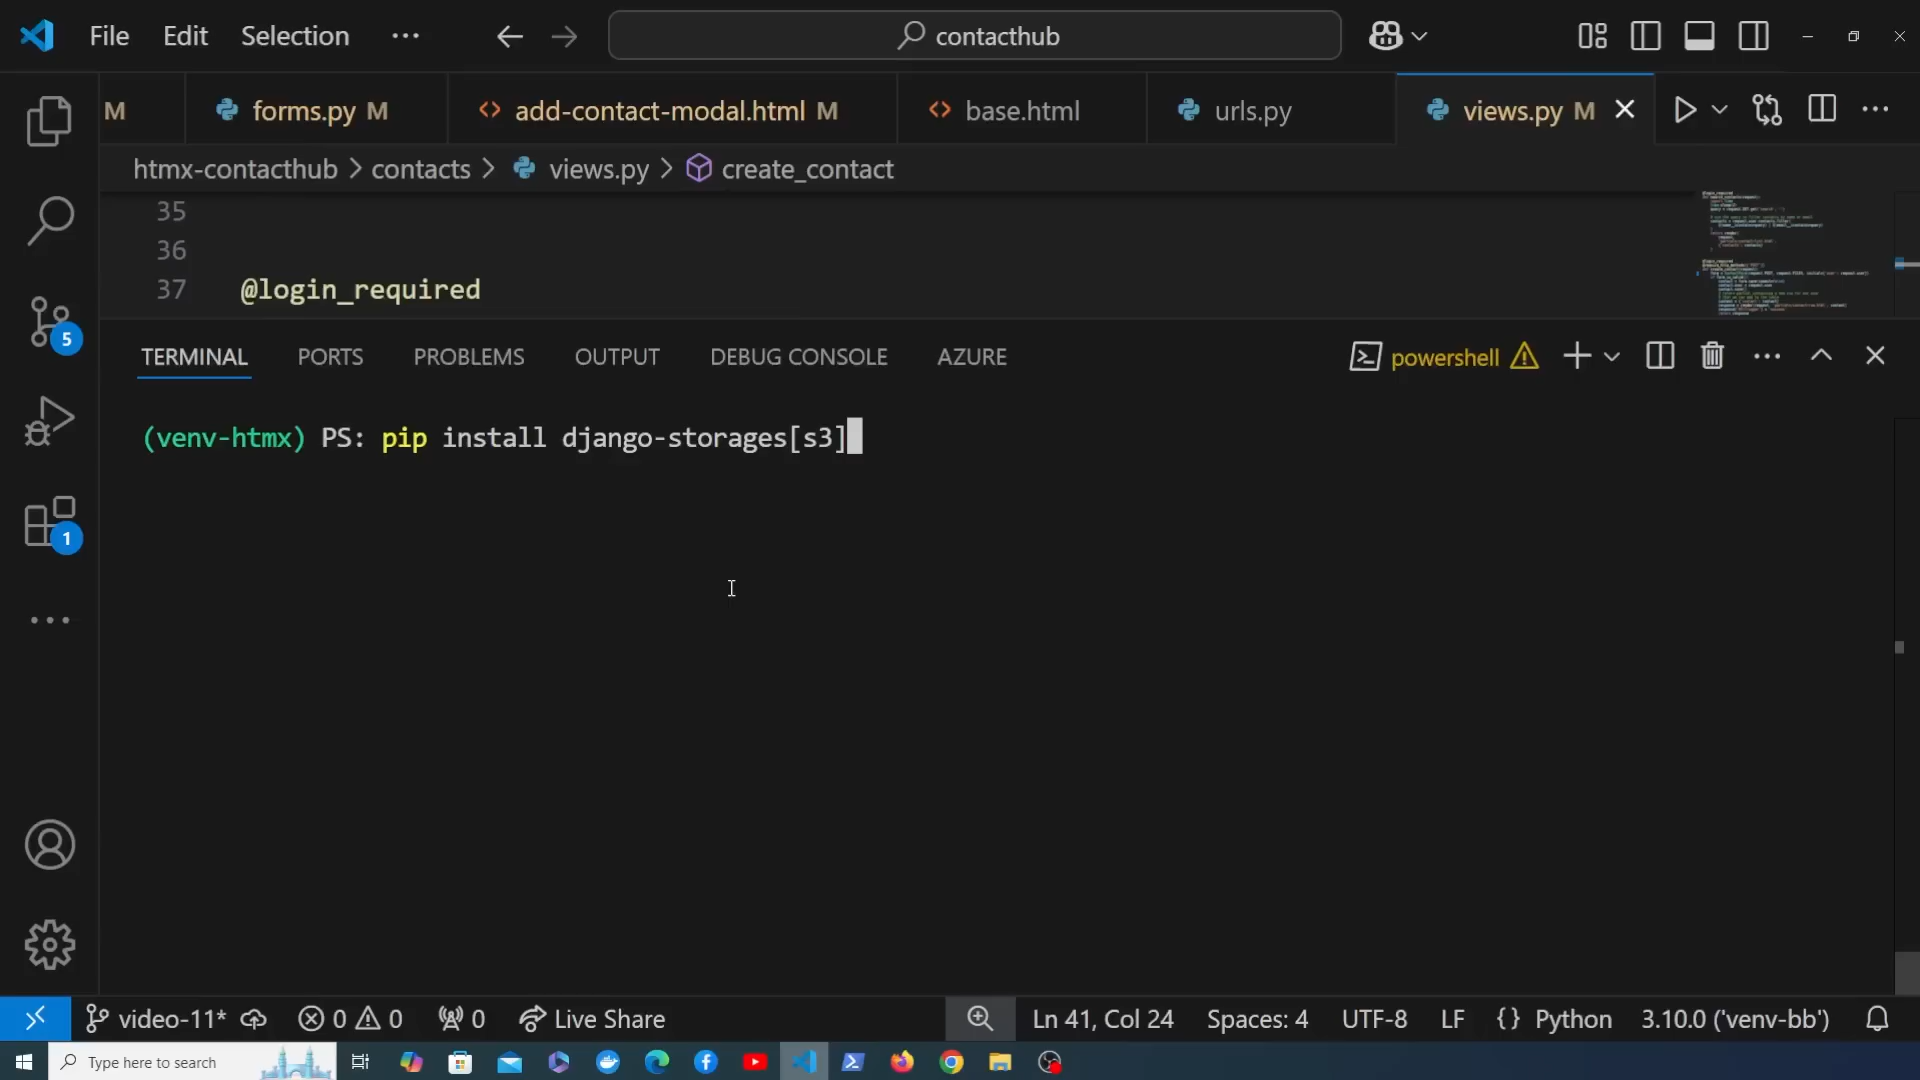 File Edit Selection ··· contacthub
M forms.py M add-contact-modal.html M base.html urls.py views.py M
htmx-contacthub > contacts > views.py > create_contact
35
36
37 @login_required
TERMINAL PORTS PROBLEMS OUTPUT DEBUG CONSOLE AZURE powershell
(venv-htmx) PS: pip install django-storages[s3]
5
1
video-11* 0 0 0 Live Share Ln 41, Col 24 Spaces: 4 UTF-8 LF {} Python 3.10.0 ('venv-bb')
Type here to search